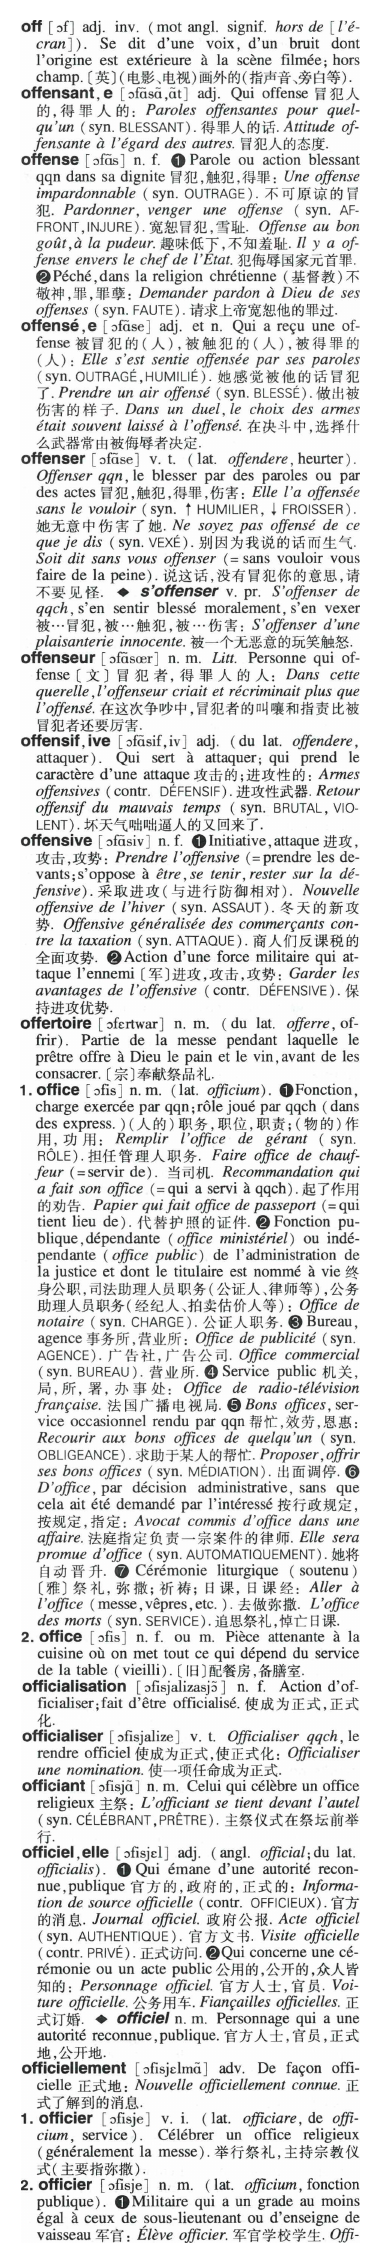 off [ɔf] adj. inv. (mot angl. signif. hors de [l'é-
cran]). Se dit d'une voix, d'un bruit dont
l'origine est extérieure à la scène filmée; hors
champ.〔英〕(电影、电视)画外的(指声音、旁白等).
offensant, e [ɔfɑ̃sɑ̃, ɑ̃t] adj. Qui offense 冒犯人
的,得罪人的: Paroles offensantes pour quel-
qu'un (syn. BLESSANT). 得罪人的话. Attitude of-
fensante à l'égard des autres. 冒犯人的态度.
offense [ɔfɑ̃s] n. f. ❶ Parole ou action blessant
qqn dans sa dignite 冒犯,触犯,得罪: Une offense
impardonnable (syn. OUTRAGE). 不可原谅的冒
犯. Pardonner, venger une offense (syn. AF-
FRONT, INJURE). 宽恕冒犯,雪耻. Offense au bon
goût, à la pudeur. 趣味低下,不知羞耻. Il y a of-
fense envers le chef de l'État. 犯侮辱国家元首罪.
❷ Péché, dans la religion chrétienne (基督教)不
敬神,罪,罪孽: Demander pardon à Dieu de ses
offenses (syn. FAUTE). 请求上帝宽恕他的罪过.
offensé, e [ɔfɑ̃se] adj. et n. Qui a reçu une of-
fense 被冒犯的(人),被触犯的(人),被得罪的
(人): Elle s'est sentie offensée par ses paroles
(syn. OUTRAGÉ, HUMILIÉ). 她感觉被他的话冒犯
了. Prendre un air offensé (syn. BLESSÉ). 做出被
伤害的样子. Dans un duel, le choix des armes
était souvent laissé à l'offensé. 在决斗中,选择什
么武器常由被侮辱者决定.
offenser [ɔfɑ̃se] v. t. (lat. offendere, heurter).
Offenser qqn, le blesser par des paroles ou par
des actes 冒犯,触犯,得罪,伤害: Elle l'a offensée
sans le vouloir (syn. ↑ HUMILIER, ↓ FROISSER).
她无意中伤害了她. Ne soyez pas offensé de ce
que je dis (syn. VEXÉ). 别因为我说的话而生气.
Soit dit sans vous offenser (= sans vouloir vous
faire de la peine). 说这话,没有冒犯你的意思,请
不要见怪. ◆ s'offenser v. pr. S'offenser de
qqch, s'en sentir blessé moralement, s'en vexer
被…冒犯,被…触犯,被…伤害: S'offenser d'une
plaisanterie innocente. 被一个无恶意的玩笑触怒.
offenseur [ɔfɑ̃sœr] n. m. Litt. Personne qui of-
fense〔文〕冒犯者,得罪人的人: Dans cette
querelle, l'offenseur criait et récriminait plus que
l'offensé. 在这次争吵中,冒犯者的叫嚷和指责比被
冒犯者还要厉害.
offensif, ive [ɔfɑ̃sif, iv] adj. (du lat. offendere,
attaquer). Qui sert à attaquer; qui prend le
caractère d'une attaque 攻击的;进攻性的: Armes
offensives (contr. DÉFENSIF). 进攻性武器. Retour
offensif du mauvais temps (syn. BRUTAL, VIO-
LENT). 坏天气咄咄逼人的又回来了.
offensive [ɔfɑ̃siv] n. f. ❶ Initiative, attaque 进攻,
攻击,攻势: Prendre l'offensive (= prendre les de-
vants; s'oppose à être, se tenir, rester sur la dé-
fensive). 采取进攻(与进行防御相对). Nouvelle
offensive de l'hiver (syn. ASSAUT). 冬天的新攻
势. Offensive généralisée des commerçants con-
tre la taxation (syn. ATTAQUE). 商人们反课税的
全面攻势. ❷ Action d'une force militaire qui at-
taque l'ennemi〔军〕进攻,攻击,攻势: Garder les
avantages de l'offensive (contr. DÉFENSIVE). 保
持进攻优势.
offertoire [ɔfɛrtwar] n. m. (du lat. offerre, of-
frir). Partie de la messe pendant laquelle le
prêtre offre à Dieu le pain et le vin, avant de les
consacrer.〔宗〕奉献祭品礼.
1. office [ɔfis] n. m. (lat. officium). ❶ Fonction,
charge exercée par qqn; rôle joué par qqch (dans
des express.) (人的)职务,职位,职责;(物的)作
用,功用: Remplir l'office de gérant (syn.
RÔLE). 担任管理人职务. Faire office de chauf-
feur (= servir de). 当司机. Recommandation qui
a fait son office (= qui a servi à qqch). 起了作用
的劝告. Papier qui fait office de passeport (= qui
tient lieu de). 代替护照的证件. ❷ Fonction pu-
blique, dépendante (office ministériel) ou indé-
pendante (office public) de l'administration de
la justice et dont le titulaire est nommé à vie 终
身公职,司法助理人员职务(公证人、律师等),公务
助理人员职务(经纪人、拍卖估价人等): Office de
notaire (syn. CHARGE). 公证人职务. ❸ Bureau,
agence 事务所,营业所: Office de publicité (syn.
AGENCE). 广告社,广告公司. Office commercial
(syn. BUREAU). 营业所. ❹ Service public 机关,
局,所,署,办事处: Office de radio-télévision
française. 法国广播电视局. ❺ Bons offices, ser-
vice occasionnel rendu par qqn 帮忙,效劳,恩惠:
Recourir aux bons offices de quelqu'un (syn.
OBLIGEANCE). 求助于某人的帮忙. Proposer, offrir
ses bons offices (syn. MÉDIATION). 出面调停. ❻
D'office, par décision administrative, sans que
cela ait été demandé par l'intéressé 按行政规定,
按规定,指定: Avocat commis d'office dans une
affaire. 法庭指定负责一宗案件的律师. Elle sera
promue d'office (syn. AUTOMATIQUEMENT). 她将
自动晋升. ❼ Cérémonie liturgique (soutenu)
〔雅〕祭礼,弥撒;祈祷;日课,日课经: Aller à
l'office (messe, vêpres, etc.). 去做弥撒. L'office
des morts (syn. SERVICE). 追思祭礼,悼亡日课.
2. office [ɔfis] n. f. ou m. Pièce attenante à la
cuisine où on met tout ce qui dépend du service
de la table (vieilli).〔旧〕配餐房,备膳室.
officialisation [ɔfisjalizasjɔ̃] n. f. Action d'of-
ficialiser; fait d'être officialisé. 使成为正式,正式
化.
officialiser [ɔfisjalize] v. t. Officialiser qqch, le
rendre officiel 使成为正式,使正式化: Officialiser
une nomination. 使一项任命成为正式.
officiant [ɔfisjɑ̃] n. m. Celui qui célèbre un office
religieux 主祭: L'officiant se tient devant l'autel
(syn. CÉLÉBRANT, PRÊTRE). 主祭仪式在祭坛前举
行.
officiel, elle [ɔfisjɛl] adj. (angl. official; du lat.
officialis). ❶ Qui émane d'une autorité recon-
nue, publique 官方的,政府的,正式的: Informa-
tion de source officielle (contr. OFFICIEUX). 官方
的消息. Journal officiel. 政府公报. Acte officiel
(syn. AUTHENTIQUE). 官方文书. Visite officielle
(contr. PRIVÉ). 正式访问. ❷ Qui concerne une cé-
rémonie ou un acte public 公用的,公开的,众人皆
知的: Personnage officiel. 官方人士,官员. Voi-
ture officielle. 公务用车. Fiançailles officielles. 正
式订婚. ◆ officiel n. m. Personnage qui a une
autorité reconnue, publique. 官方人士,官员,正式
地,公开地.
officiellement [ɔfisjɛlmɑ̃] adv. De façon offi-
cielle 正式地: Nouvelle officiellement connue. 正
式了解到的消息.
1. officier [ɔfisje] v. i. (lat. officiare, de offi-
cium, service). Célébrer un office religieux
(généralement la messe). 举行祭礼,主持宗教仪
式(主要指弥撒).
2. officier [ɔfisje] n. m. (lat. officium, fonction
publique). ❶ Militaire qui a un grade au moins
égal à ceux de sous-lieutenant ou d'enseigne de
vaisseau 军官: Élève officier. 军官学校学生. Offi-